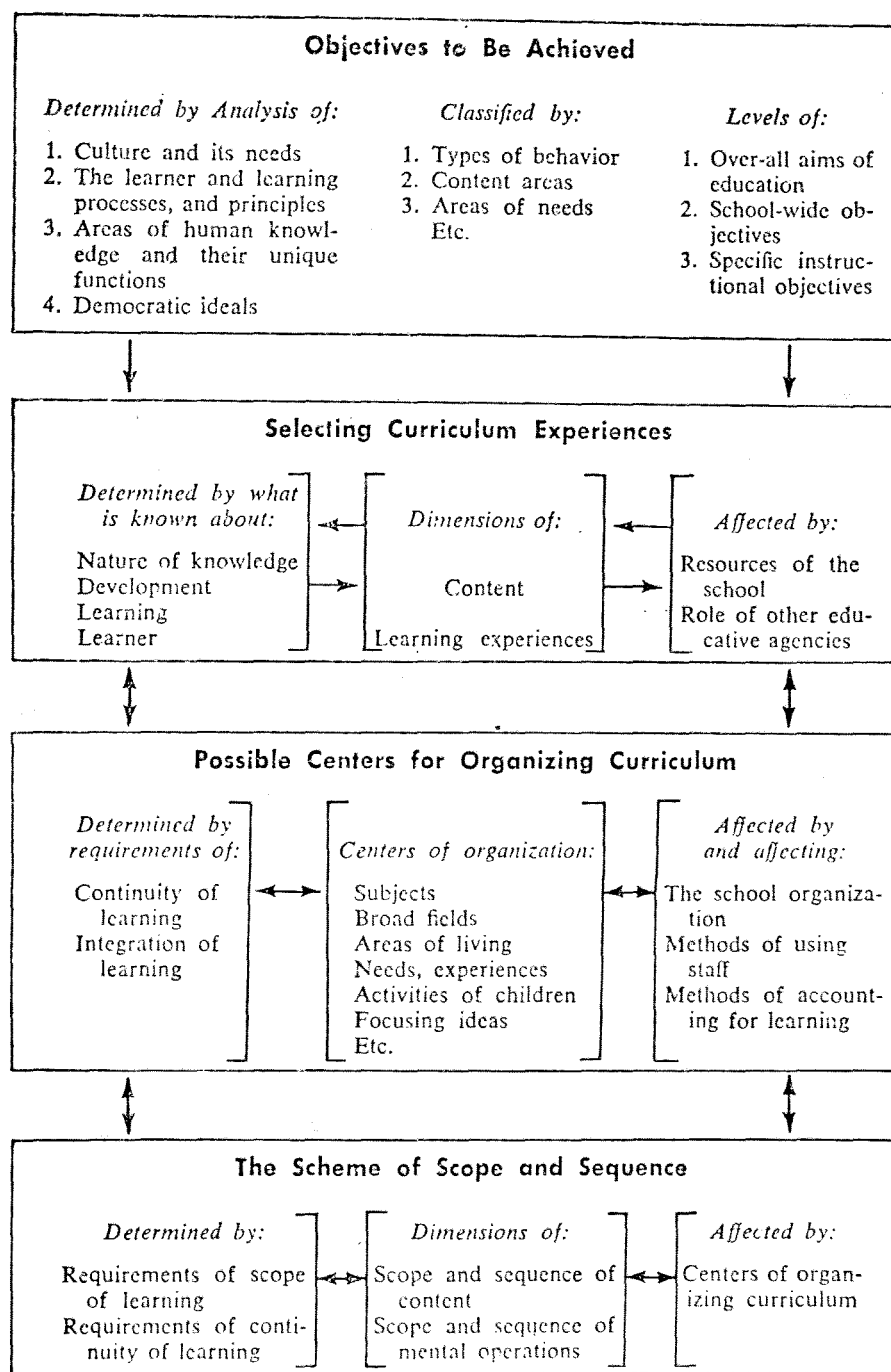 Objectives to Be Achieved
Determined by Analysis of:
1. Culture and its needs
2. The learner and learning
processes, and principles
3. Areas of human knowl-
edge and their unique
functions
4. Democratic ideals
Classified by:
1. Types of behavior
2. Content areas
3. Areas of needs
Etc.
Levels of:
1. Over-all aims of
education
2. School-wide ob-
jectives
3. Specific instruc-
tional objectives
Selecting Curriculum Experiences
Determined by what
is known about:
Nature of knowledge
Development
Learning
Learner
Dimensions of:
Content
Learning experiences
Affected by:
Resources of the
school
Role of other edu-
cative agencies
Possible Centers for Organizing Curriculum
Determined by
requirements of:
Continuity of
learning
Integration of
learning
Centers of organization:
Subjects
Broad fields
Areas of living
Needs, experiences
Activities of children
Focusing ideas
Etc.
Affected by
and affecting:
The school organiza-
tion
Methods of using
staff
Methods of account-
ing for learning
The Scheme of Scope and Sequence
Determined by:
Requirements of scope
of learning
Requirements of conti-
nuity of learning
Dimensions of:
Scope and sequence of
content
Scope and sequence of
mental operations
Affected by:
Centers of organ-
izing curriculum